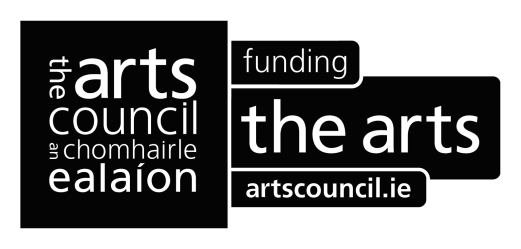 the arts
council
an chomhairle
ealaíon
funding
the arts
artscouncil.ie